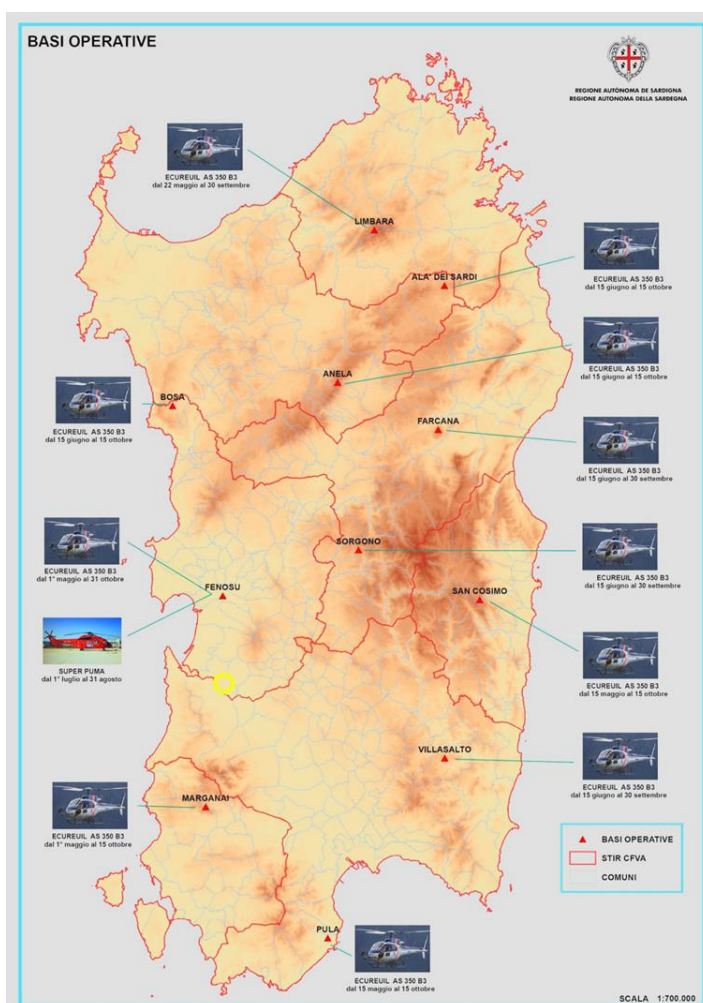 BASI OPERATIVE
REGIONE AUTÒNOMA DE SARDIGNA
REGIONE AUTONOMA DELLA SARDEGNA
ECUREUIL AS 350 B3
dal 22 maggio al 30 settembre
LIMBARA
ALA' DEI SARDI
ECUREUIL AS 350 B3
dal 15 giugno al 15 ottobre
ANELA
ECUREUIL AS 350 B3
dal 15 giugno al 15 ottobre
BOSA
ECUREUIL AS 350 B3
dal 15 giugno al 15 ottobre
FARCANA
ECUREUIL AS 350 B3
dal 15 giugno al 30 settembre
SORGONO
ECUREUIL AS 350 B3
dal 15 giugno al 30 settembre
ECUREUIL AS 350 B3
dal 1° maggio al 31 ottobre
FENOSU
SAN COSIMO
SUPER PUMA
dal 1° luglio al 31 agosto
ECUREUIL AS 350 B3
dal 15 maggio al 15 ottobre
VILLASALTO
ECUREUIL AS 350 B3
dal 15 giugno al 30 settembre
MARGANAI
ECUREUIL AS 350 B3
dal 1° maggio al 15 ottobre
BASI OPERATIVE
STIR CFVA
COMUNI
PULA
ECUREUIL AS 350 B3
dal 15 maggio al 15 ottobre
SCALA 1:700.000